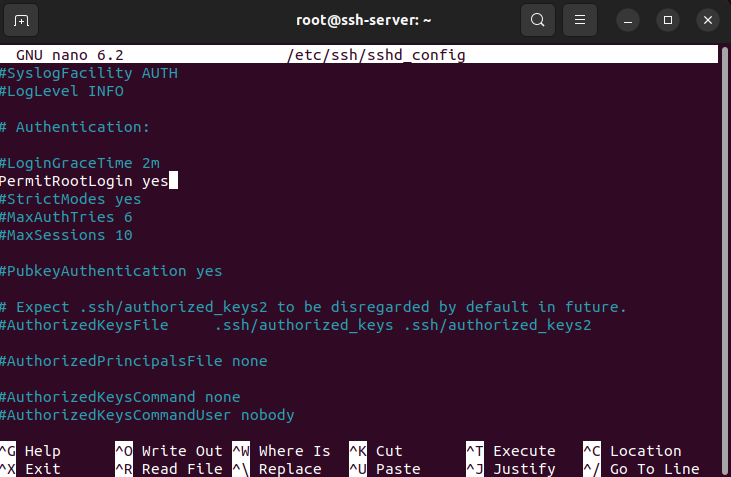 root@ssh-server: ~
GNU nano 6.2 /etc/ssh/sshd_config
#SyslogFacility AUTH
#LogLevel INFO
# Authentication:
#LoginGraceTime 2m
PermitRootLogin yes
#StrictModes yes
#MaxAuthTries 6
#MaxSessions 10
#PubkeyAuthentication yes
# Expect .ssh/authorized_keys2 to be disregarded by default in future.
#AuthorizedKeysFile     .ssh/authorized_keys .ssh/authorized_keys2
#AuthorizedPrincipalsFile none
#AuthorizedKeysCommand none
#AuthorizedKeysCommandUser nobody
^G Help ^O Write Out ^W Where Is ^K Cut ^T Execute ^C Location
^X Exit ^R Read File ^\ Replace ^U Paste ^J Justify ^/ Go To Line